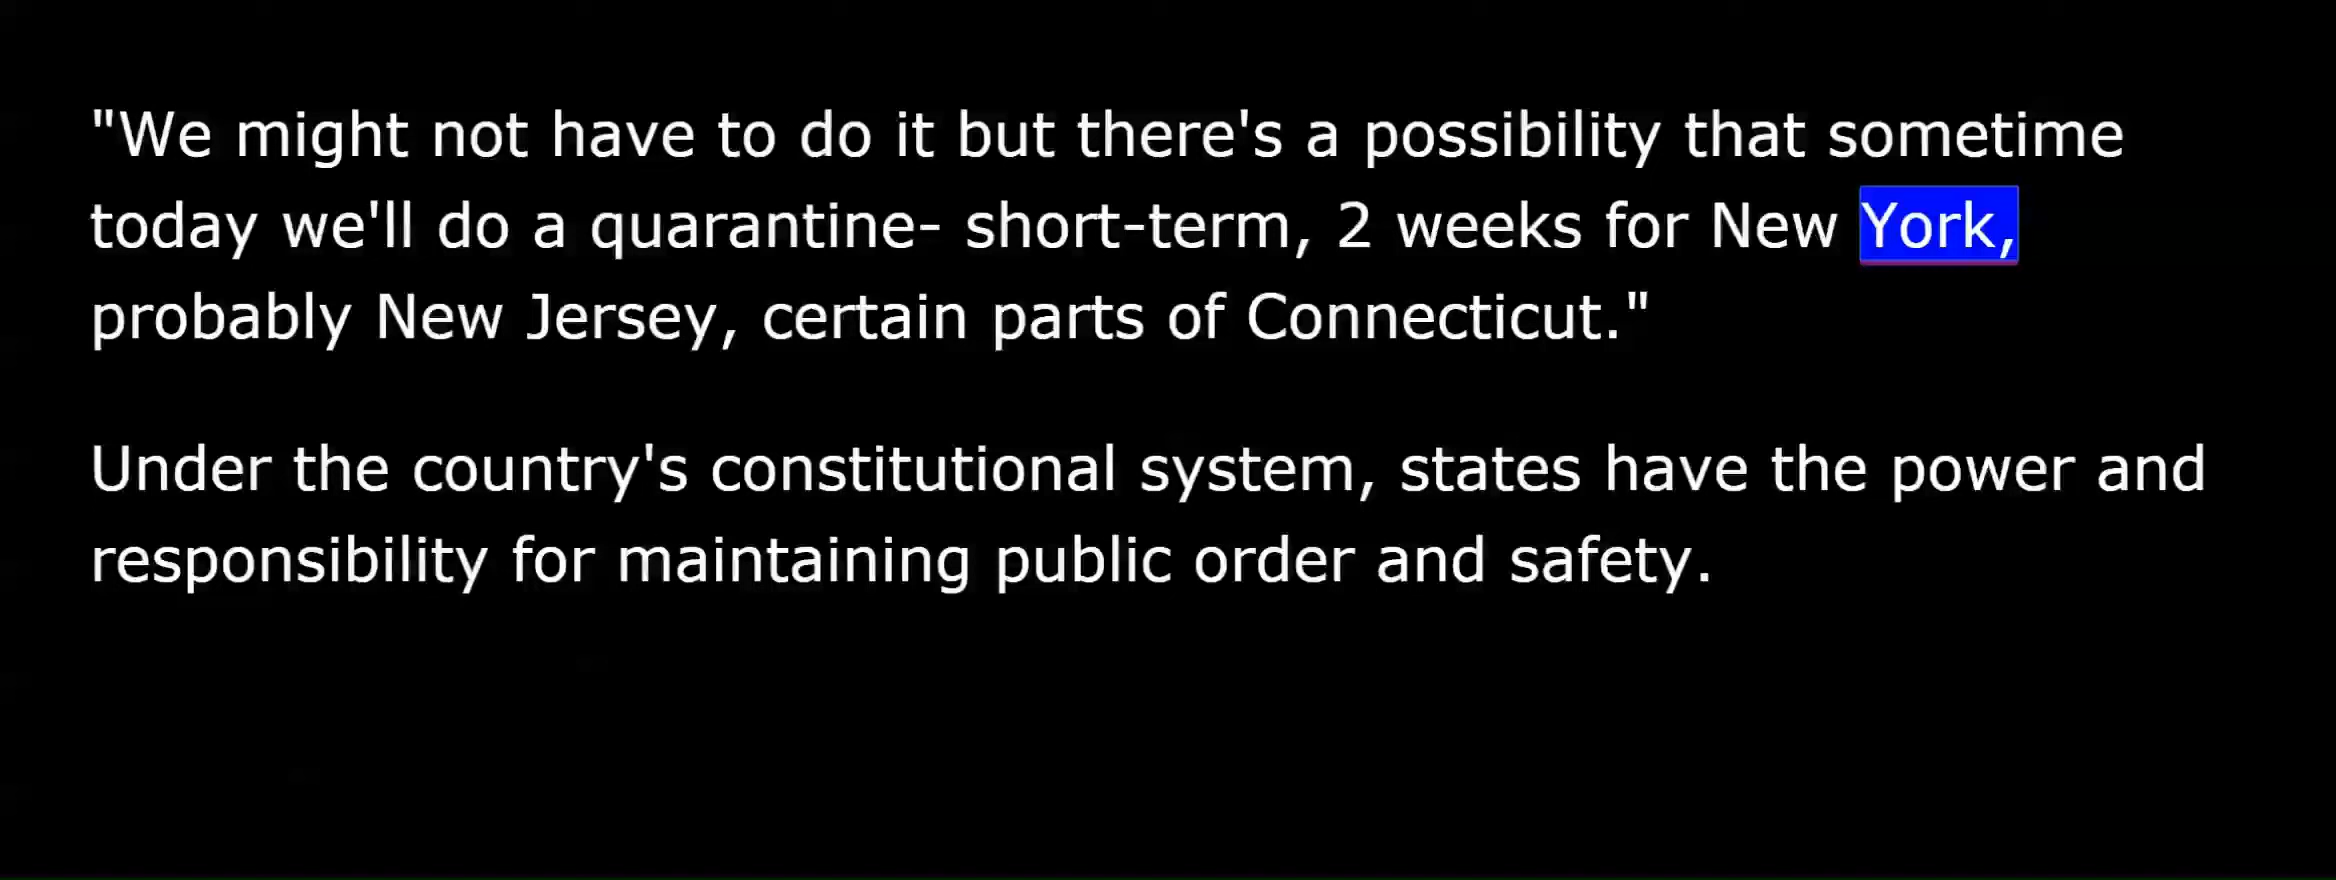 "We might not have to do it but there's a possibility that sometime
today we'll do a quarantine- short-term, 2 weeks for New York,
probably New Jersey, certain parts of Connecticut."
Under the country's constitutional system, states have the power and
responsibility for maintaining public order and safety.